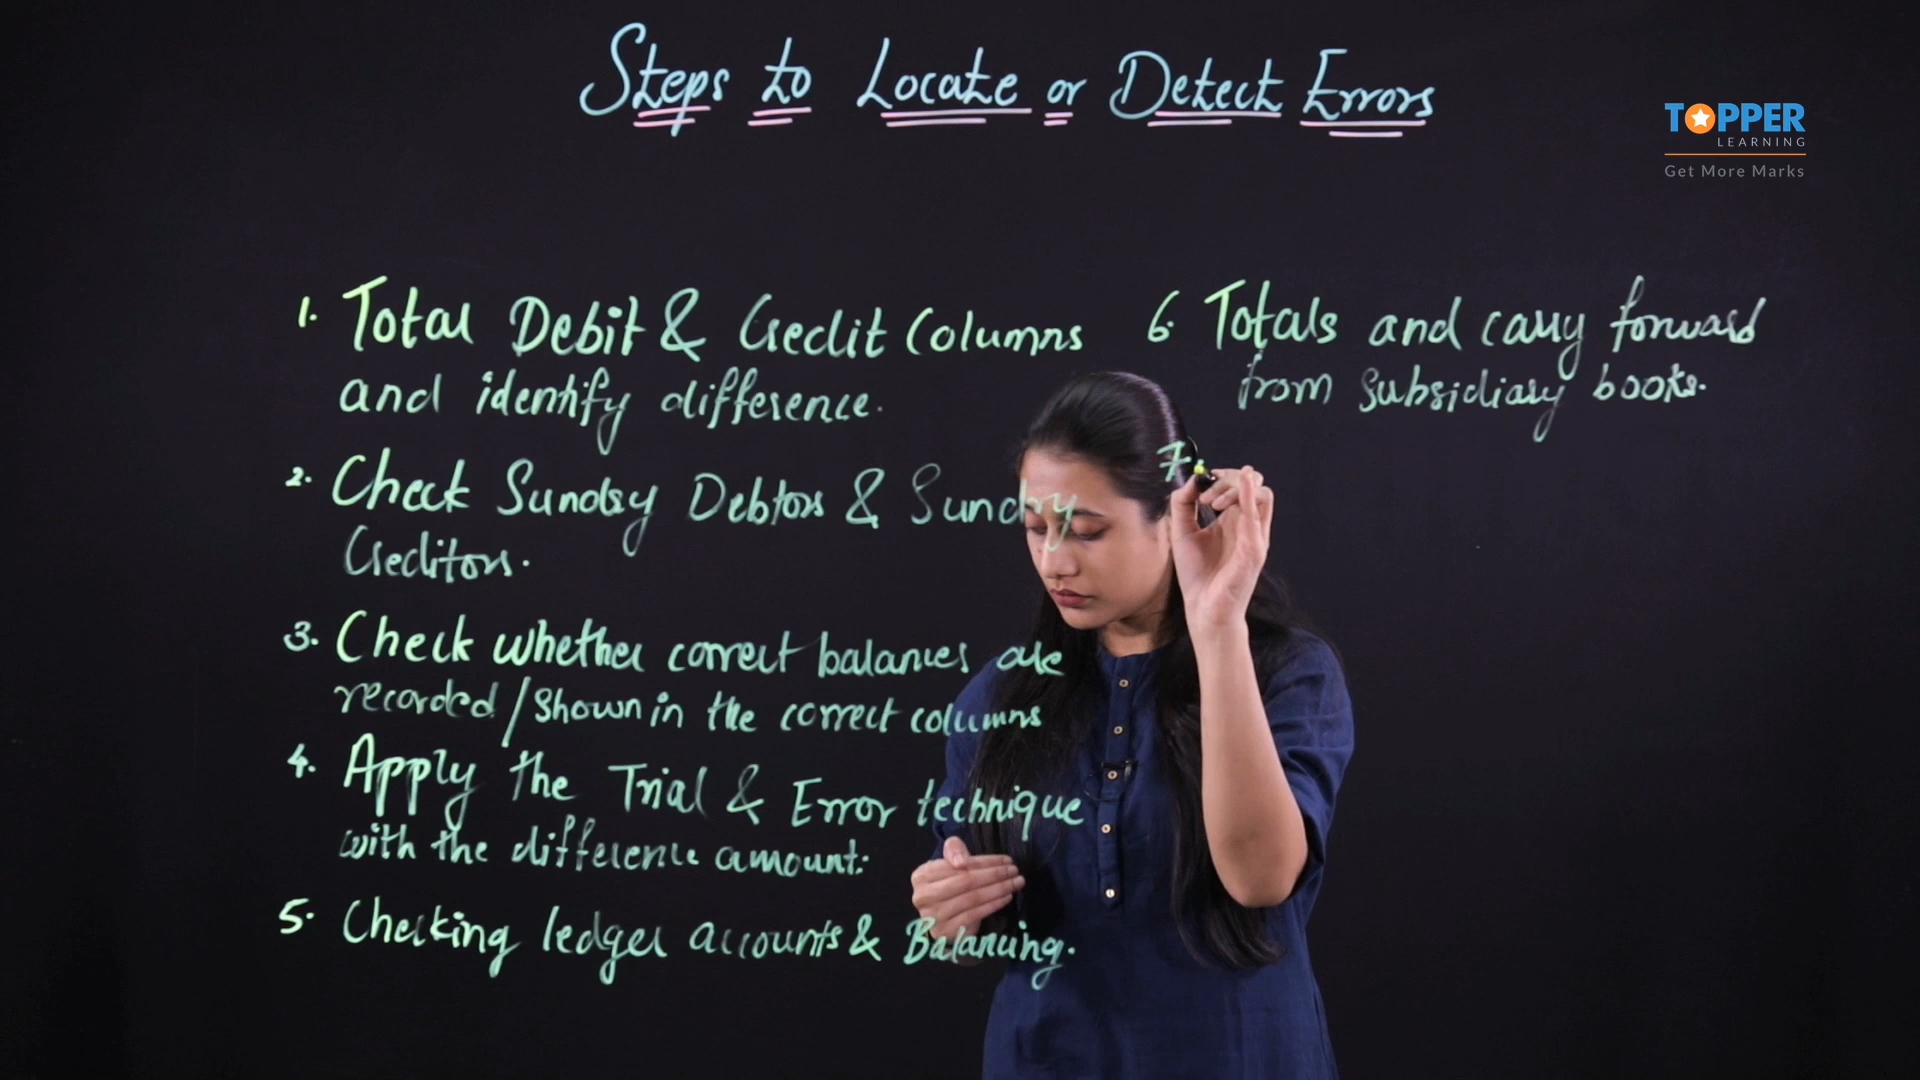 Steps to Locate or Detect Errors
TOPPER
LEARNING
Get More Marks
1. Total Debit & Credit Columns
and identify difference.
2. Check Sundry Debtors & Sundry
Creditors.
3. Check whether correct balances are
recorded/shown in the correct columns
4. Apply the Trial & Error technique
with the difference amount:
5. Checking ledger accounts & Balancing.
6. Totals and carry forward
from subsidiary books.
7.